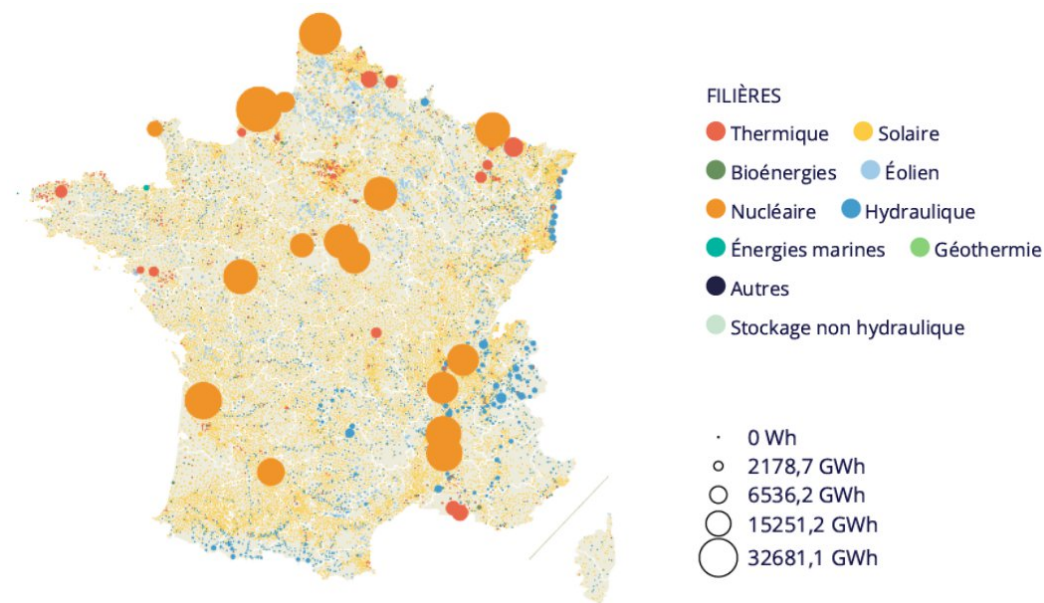 FILIÈRES
Thermique Solaire
Bioénergies Éolien
Nucléaire Hydraulique
Énergies marines Géothermie
Autres
Stockage non hydraulique
0 Wh
2178,7 GWh
6536,2 GWh
15251,2 GWh
32681,1 GWh